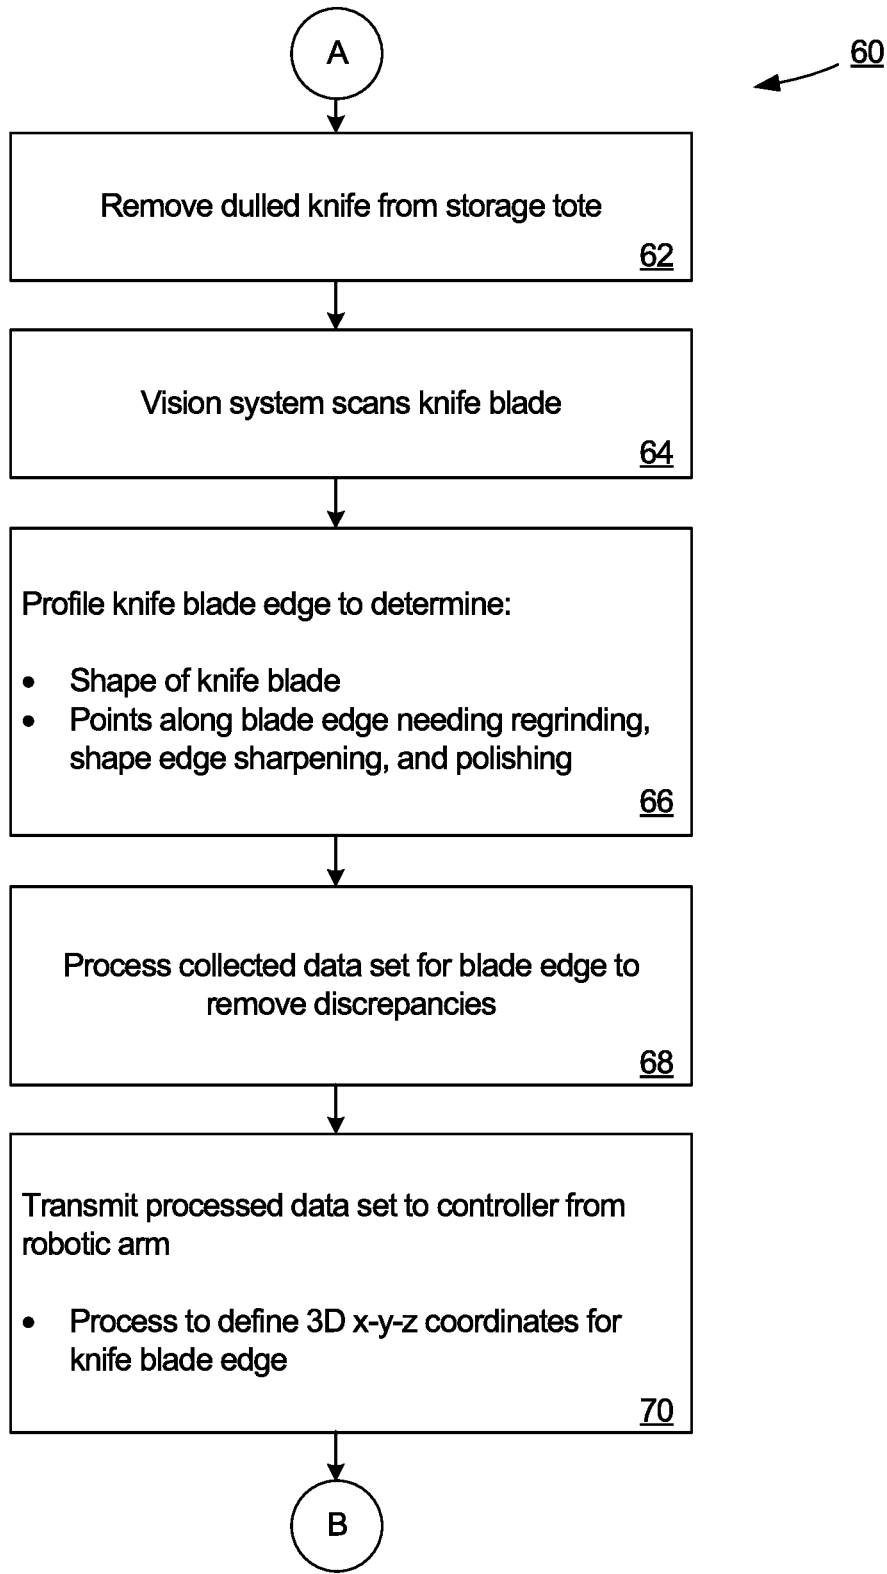 A
60
Remove dulled knife from storage tote
62
Vision system scans knife blade
64
Profile knife blade edge to determine:
• Shape of knife blade
• Points along blade edge needing regrinding,
shape edge sharpening, and polishing
66
Process collected data set for blade edge to
remove discrepancies
68
Transmit processed data set to controller from
robotic arm
• Process to define 3D x-y-z coordinates for
knife blade edge
70
B